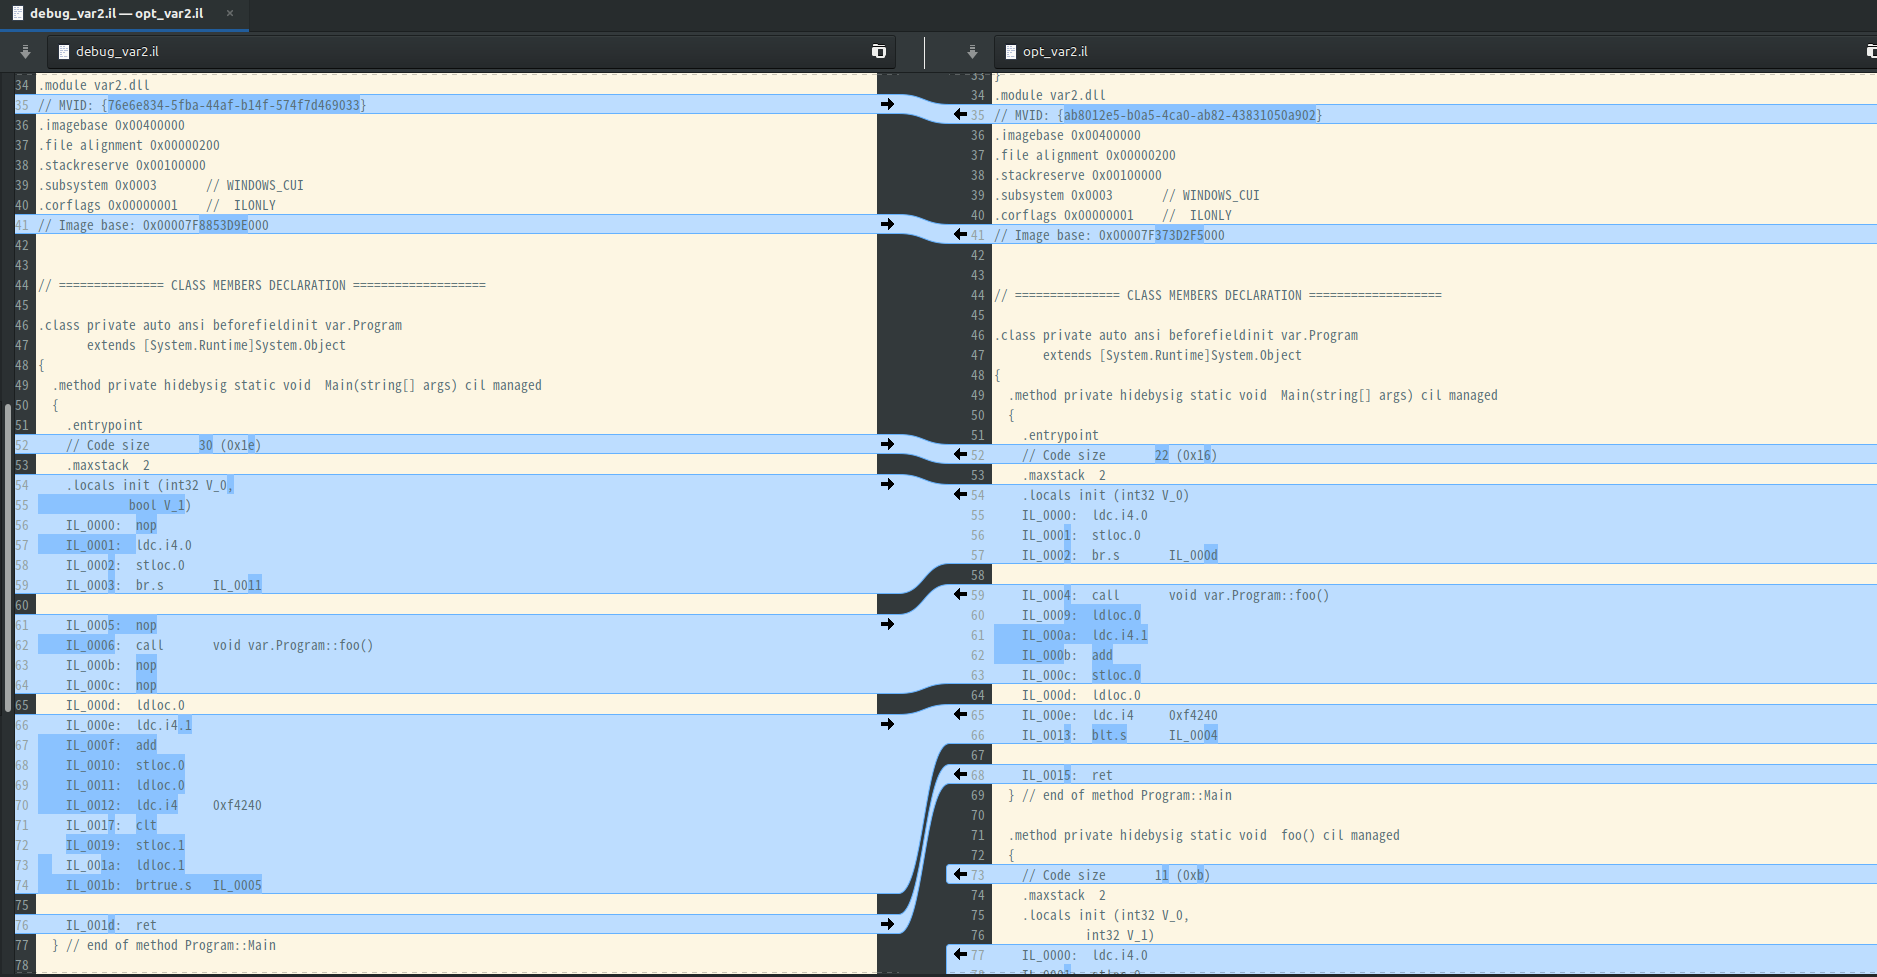 debug_var2.il — opt_var2.il ×
debug_var2.il
34 .module var2.dll
35 // MVID: {76e6e834-5fba-44af-b14f-574f7d469033}
36 .imagebase 0x00400000
37 .file alignment 0x00000200
38 .stackreserve 0x00100000
39 .subsystem 0x0003       // WINDOWS_CUI
40 .corflags 0x00000001    //  ILONLY
41 // Image base: 0x00007F8853D9E000
42
43
44 // =============== CLASS MEMBERS DECLARATION ===================
45
46 .class private auto ansi beforefieldinit var.Program
47        extends [System.Runtime]System.Object
48 {
49   .method private hidebysig static void  Main(string[] args) cil managed
50   {
51     .entrypoint
52     // Code size       30 (0x1e)
53     .maxstack  2
54     .locals init (int32 V_0,
55              bool V_1)
56     IL_0000:  nop
57     IL_0001:  ldc.i4.0
58     IL_0002:  stloc.0
59     IL_0003:  br.s       IL_0011
60
61     IL_0005:  nop
62     IL_0006:  call       void var.Program::foo()
63     IL_000b:  nop
64     IL_000c:  nop
65     IL_000d:  ldloc.0
66     IL_000e:  ldc.i4.1
67     IL_000f:  add
68     IL_0010:  stloc.0
69     IL_0011:  ldloc.0
70     IL_0012:  ldc.i4     0xf4240
71     IL_0017:  clt
72     IL_0019:  stloc.1
73     IL_001a:  ldloc.1
74     IL_001b:  brtrue.s   IL_0005
75
76     IL_001d:  ret
77   } // end of method Program::Main
78
opt_var2.il
33 }
34 .module var2.dll
35 // MVID: {ab8012e5-b0a5-4ca0-ab82-43831050a902}
36 .imagebase 0x00400000
37 .file alignment 0x00000200
38 .stackreserve 0x00100000
39 .subsystem 0x0003       // WINDOWS_CUI
40 .corflags 0x00000001    //  ILONLY
41 // Image base: 0x00007F373D2F5000
42
43
44 // =============== CLASS MEMBERS DECLARATION ===================
45
46 .class private auto ansi beforefieldinit var.Program
47        extends [System.Runtime]System.Object
48 {
49   .method private hidebysig static void  Main(string[] args) cil managed
50   {
51     .entrypoint
52     // Code size       22 (0x16)
53     .maxstack  2
54     .locals init (int32 V_0)
55     IL_0000:  ldc.i4.0
56     IL_0001:  stloc.0
57     IL_0002:  br.s       IL_000d
58
59     IL_0004:  call       void var.Program::foo()
60     IL_0009:  ldloc.0
61     IL_000a:  ldc.i4.1
62     IL_000b:  add
63     IL_000c:  stloc.0
64     IL_000d:  ldloc.0
65     IL_000e:  ldc.i4     0xf4240
66     IL_0013:  blt.s      IL_0004
67
68     IL_0015:  ret
69   } // end of method Program::Main
70
71   .method private hidebysig static void  foo() cil managed
72   {
73     // Code size       11 (0xb)
74     .maxstack  2
75     .locals init (int32 V_0,
76              int32 V_1)
77     IL_0000:  ldc.i4.0